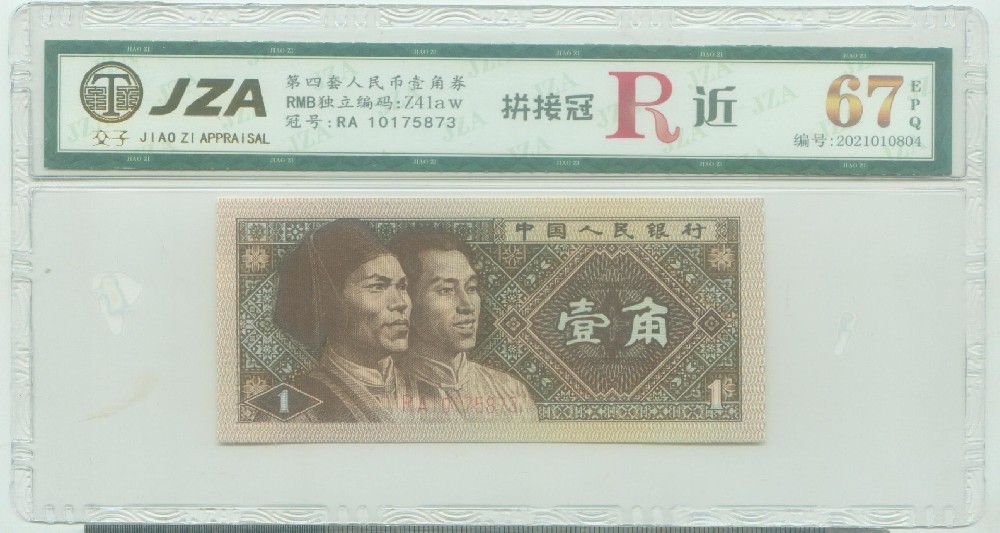 JZA
交子 JIAO ZI APPRAISAL
第四套人民币壹角券
RMB独立编码:Z41aw
冠号:RA 10175873
拼接冠 R 近
67 EPQ
编号:2021010804
中国人民银行
壹角
1
1
RA10175873